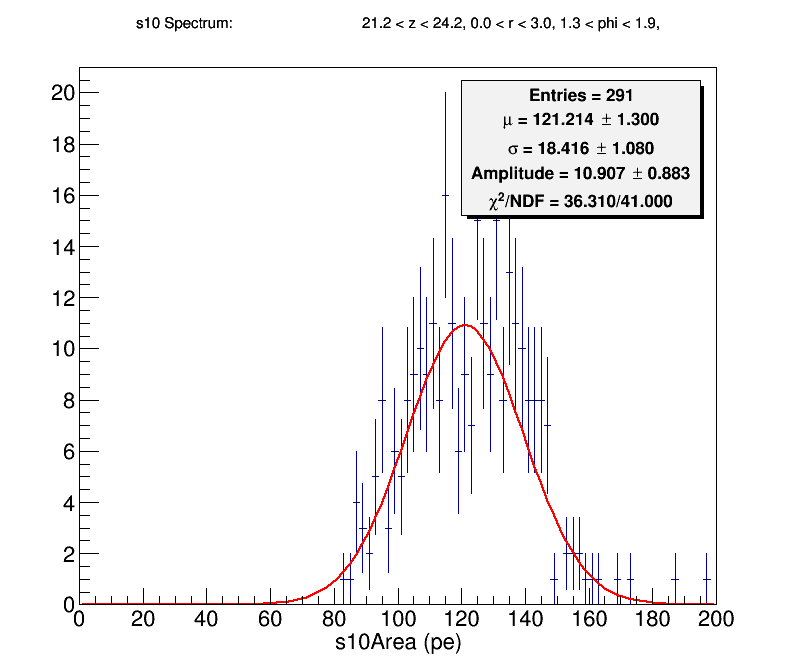 s10 Spectrum: 21.2 < z < 24.2, 0.0 < r < 3.0, 1.3 < phi < 1.9,
Entries = 291
μ = 121.214 ± 1.300
σ = 18.416 ± 1.080
Amplitude = 10.907 ± 0.883
χ²/NDF = 36.310/41.000
20
18
16
14
12
10
8
6
4
2
0
0 20 40 60 80 100 120 140 160 180 200
s10Area (pe)